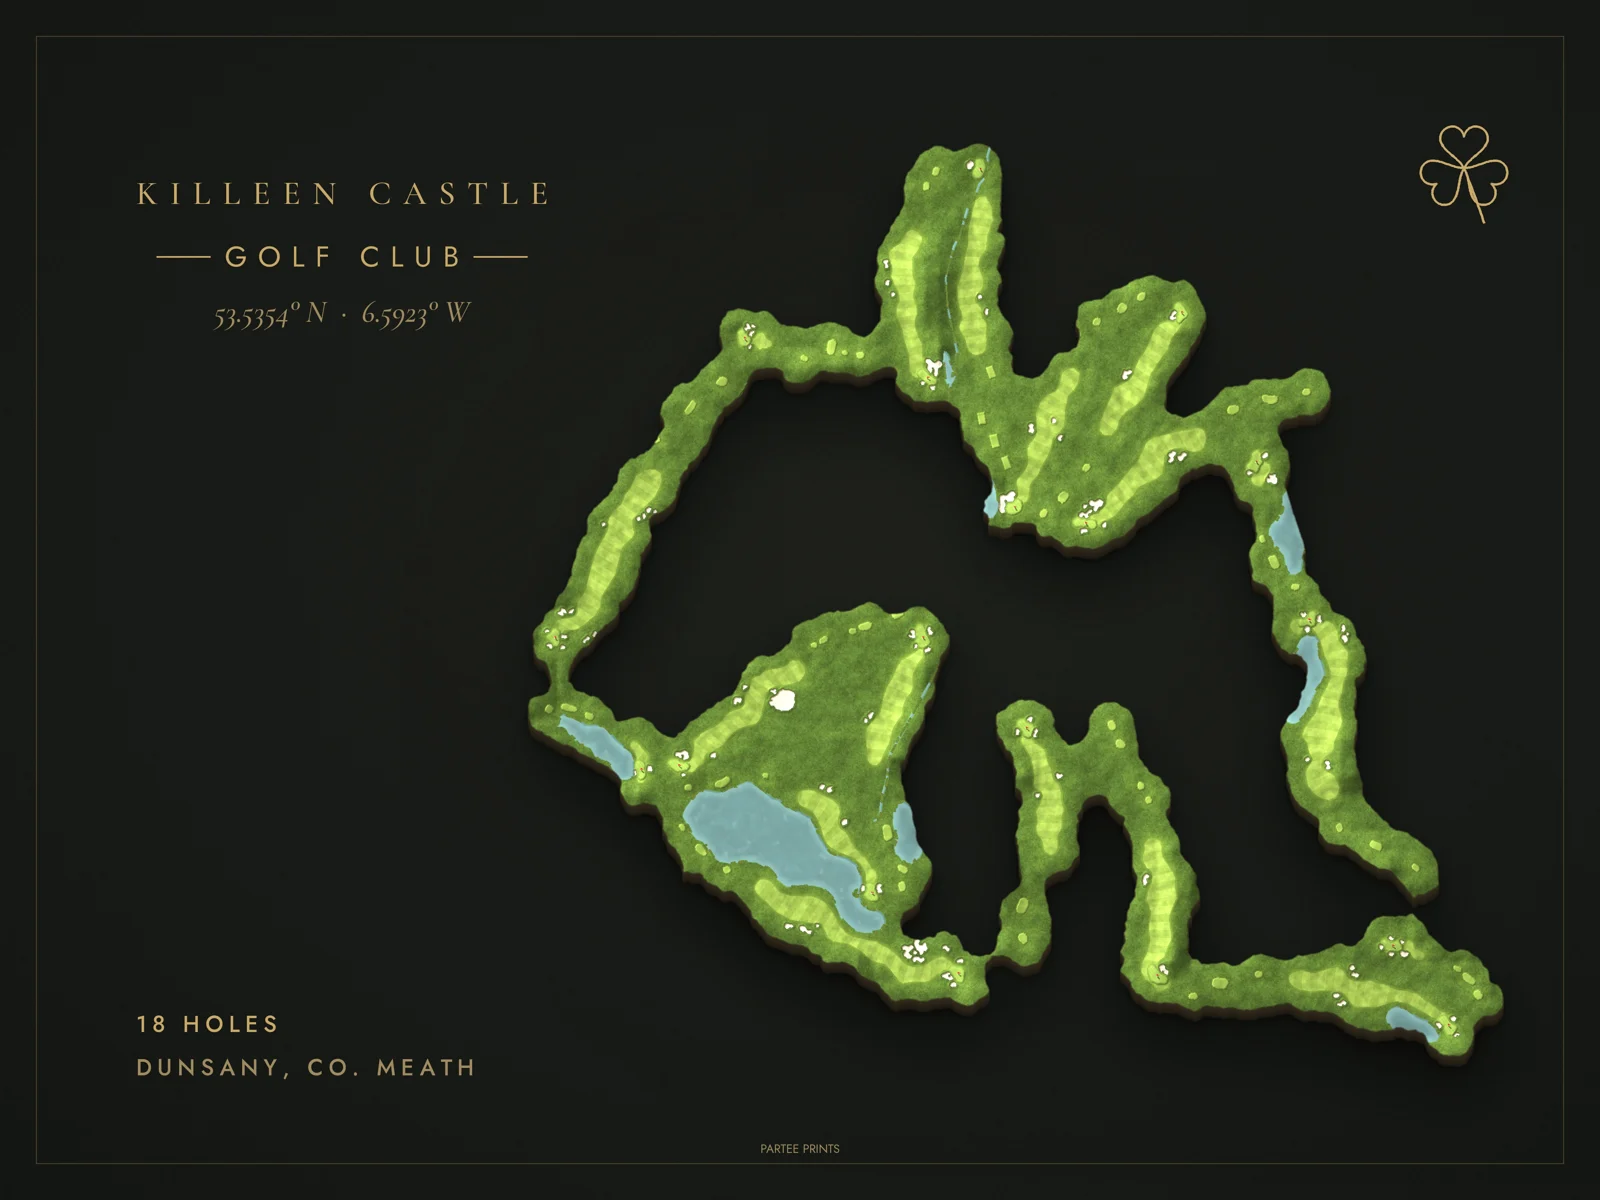 KILLEEN CASTLE
GOLF CLUB
53.5354° N · 6.5923° W
18 HOLES
DUNSANY, CO. MEATH
PARTEE PRINTS